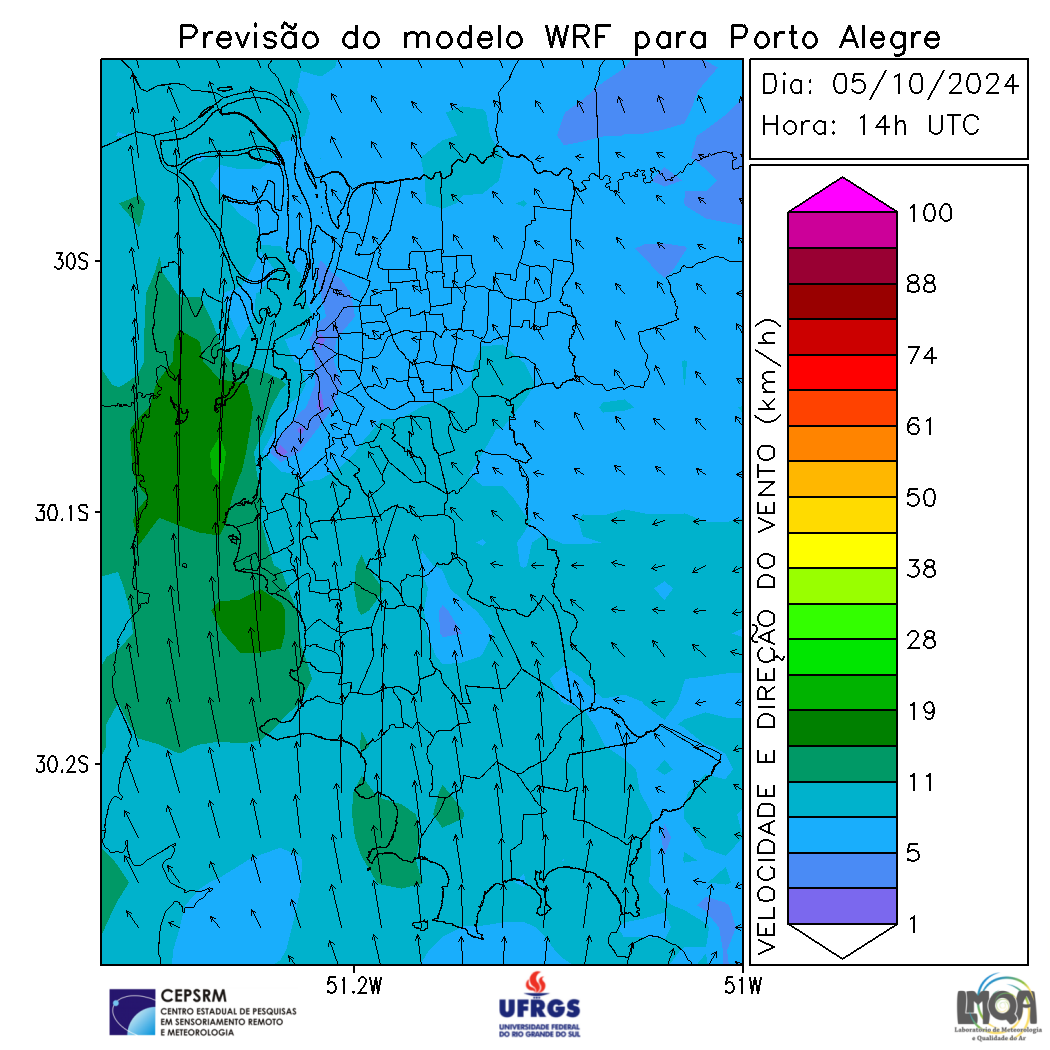 Previsão do modelo WRF para Porto Alegre
Dia: 05/10/2024
Hora: 14h UTC
30S
30.1S
30.2S
51.2W
51W
VELOCIDADE E DIREÇÃO DO VENTO (km/h)
100
88
74
61
50
38
28
19
11
5
1
CEPSRM
CENTRO ESTADUAL DE PESQUISAS
EM SENSORIAMENTO REMOTO
E METEOROLOGIA
UFRGS
UNIVERSIDADE FEDERAL
DO RIO GRANDE DO SUL
LMQA
Laboratório de Meteorologia
e Qualidade do Ar